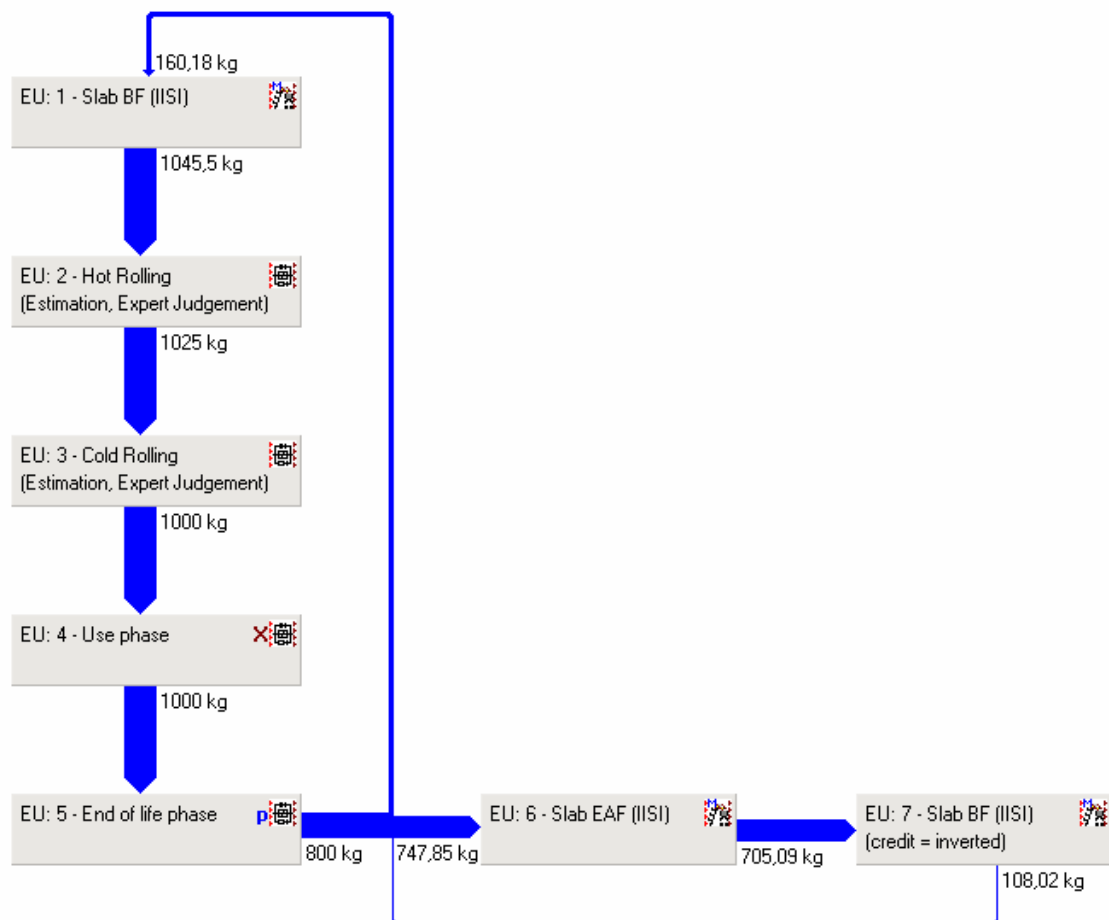 160,18 kg
EU: 1 - Slab BF (IISI)
1045,5 kg
EU: 2 - Hot Rolling
(Estimation, Expert Judgement)
1025 kg
EU: 3 - Cold Rolling
(Estimation, Expert Judgement)
1000 kg
EU: 4 - Use phase
X
1000 kg
EU: 5 - End of life phase
p
800 kg
747,85 kg
EU: 6 - Slab EAF (IISI)
705,09 kg
EU: 7 - Slab BF (IISI)
(credit = inverted)
108,02 kg